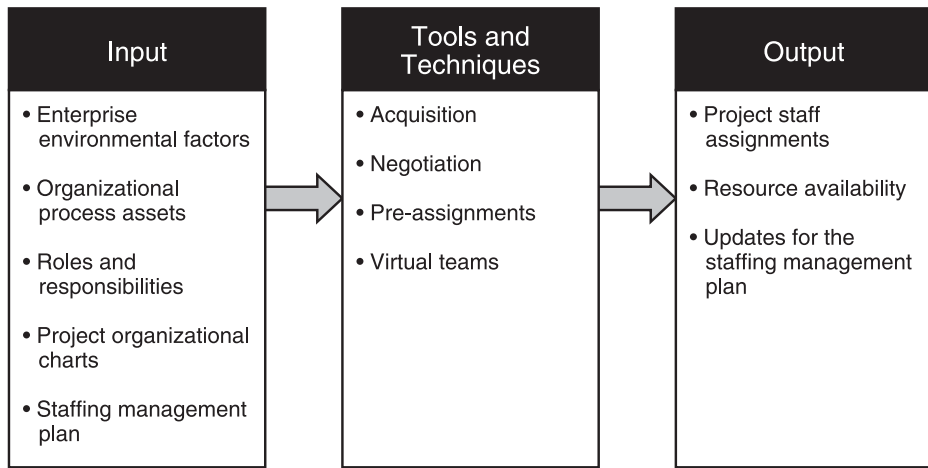 Input
• Enterprise
environmental factors
• Organizational
process assets
• Roles and
responsibilities
• Project organizational
charts
• Staffing management
plan
Tools and
Techniques
• Acquisition
• Negotiation
• Pre-assignments
• Virtual teams
Output
• Project staff
assignments
• Resource availability
• Updates for the
staffing management
plan